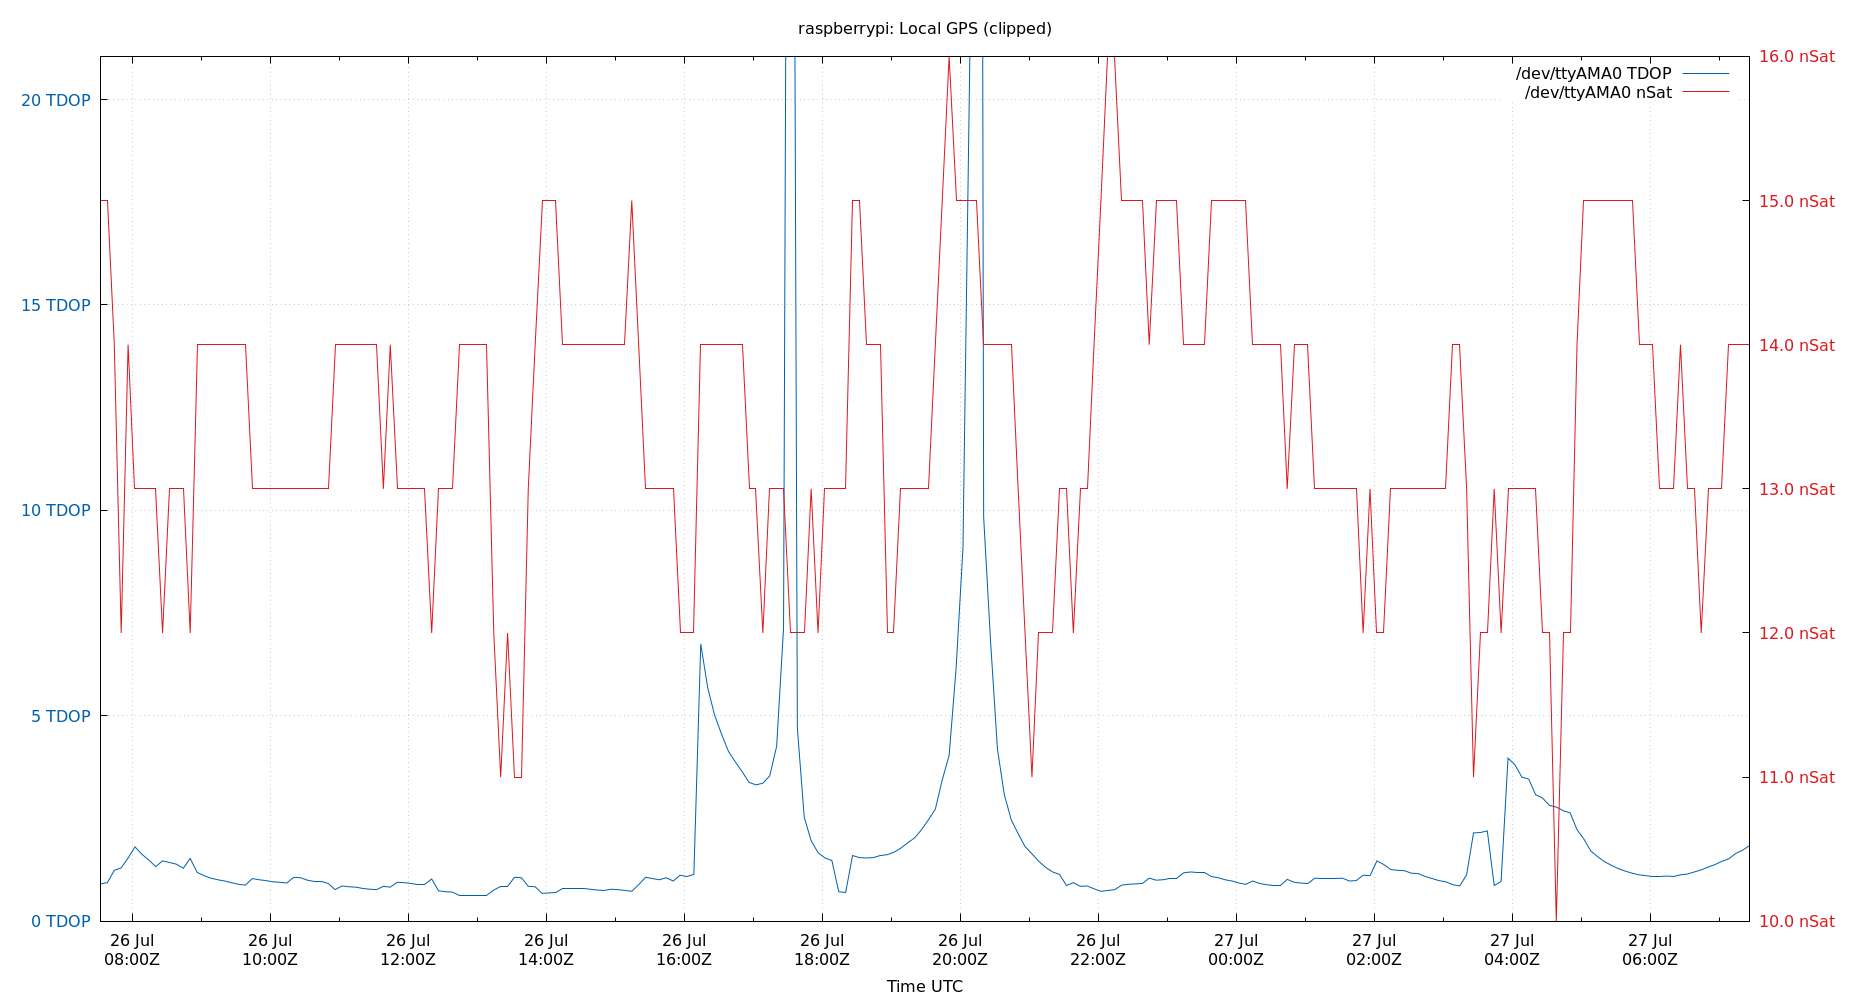 raspberrypi: Local GPS (clipped)
/dev/ttyAMA0 TDOP
/dev/ttyAMA0 nSat
20 TDOP
15 TDOP
10 TDOP
5 TDOP
0 TDOP
16.0 nSat
15.0 nSat
14.0 nSat
13.0 nSat
12.0 nSat
11.0 nSat
10.0 nSat
26 Jul 26 Jul 26 Jul 26 Jul 26 Jul 26 Jul 26 Jul 26 Jul 27 Jul 27 Jul 27 Jul 27 Jul
08:00Z 10:00Z 12:00Z 14:00Z 16:00Z 18:00Z 20:00Z 22:00Z 00:00Z 02:00Z 04:00Z 06:00Z
Time UTC